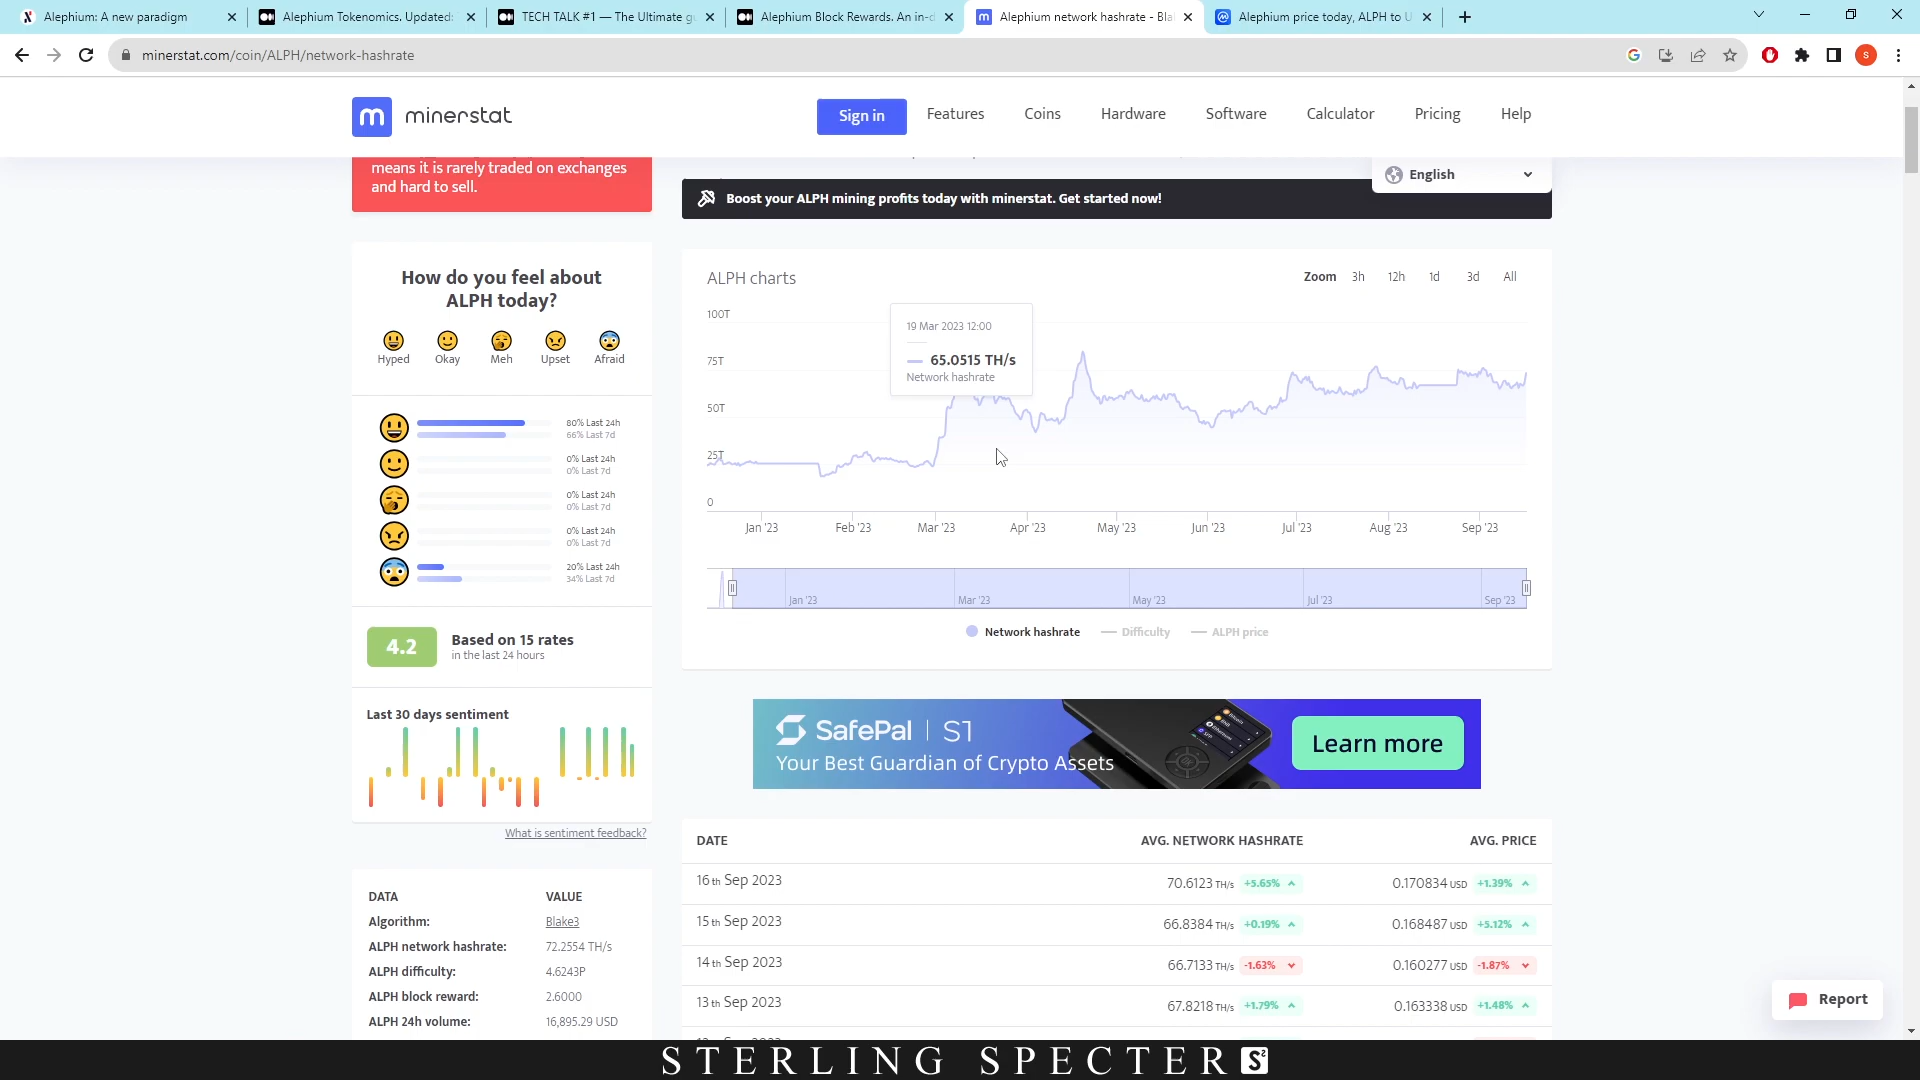 Alephium: A new paradigm
Alephium Tokenomics. Updated:
TECH TALK #1 — The Ultimate gu
Alephium Block Rewards. An in-d
Alephium network hashrate - Bla
Alephium price today, ALPH to U
minerstat.com/coin/ALPH/network-hashrate
S
m minerstat
Sign in
Features
Coins
Hardware
Software
Calculator
Pricing
Help
means it is rarely traded on exchanges
and hard to sell.
English
Boost your ALPH mining profits today with minerstat. Get started now!
How do you feel about
ALPH today?
Hyped
Okay
Meh
Upset
Afraid
80% Last 24h
66% Last 7d
0% Last 24h
0% Last 7d
0% Last 24h
0% Last 7d
0% Last 24h
0% Last 7d
20% Last 24h
34% Last 7d
4.2
Based on 15 rates
in the last 24 hours
Last 30 days sentiment
What is sentiment feedback?
DATA VALUE
Algorithm: Blake3
ALPH network hashrate: 72.2554 TH/s
ALPH difficulty: 4.6243P
ALPH block reward: 2.6000
ALPH 24h volume: 16,895.29 USD
ALPH charts
Zoom 3h 12h 1d 3d All
100T
75T
50T
25T
0
19 Mar 2023 12:00
65.0515 TH/s
Network hashrate
Jan '23 Feb '23 Mar '23 Apr '23 May '23 Jun '23 Jul '23 Aug '23 Sep '23
Jan '23 Mar '23 May '23 Jul '23 Sep '23
Network hashrate Difficulty ALPH price
SafePal | S1
Your Best Guardian of Crypto Assets
Learn more
DATE AVG. NETWORK HASHRATE AVG. PRICE
16th Sep 2023 70.6123 TH/s +5.65% 0.170834 USD +1.39%
15th Sep 2023 66.8384 TH/s +0.19% 0.168487 USD +5.12%
14th Sep 2023 66.7133 TH/s -1.63% 0.160277 USD -1.87%
13th Sep 2023 67.8218 TH/s +1.79% 0.163338 USD +1.48%
Report
STERLING SPECTER S²